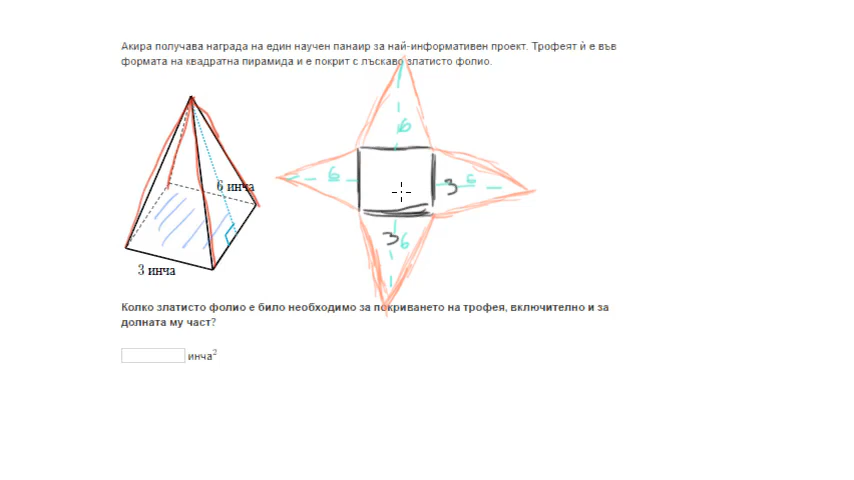 Акира получава награда на един научен панаир за най-информативен проект. Трофеят ѝ е във
формата на квадратна пирамида и е покрит с лъскаво златисто фолио.
6
6 инча
6
3
6
3
6
3 инча
Колко златисто фолио е било необходимо за покриването на трофея, включително и за
долната му част?
инча²